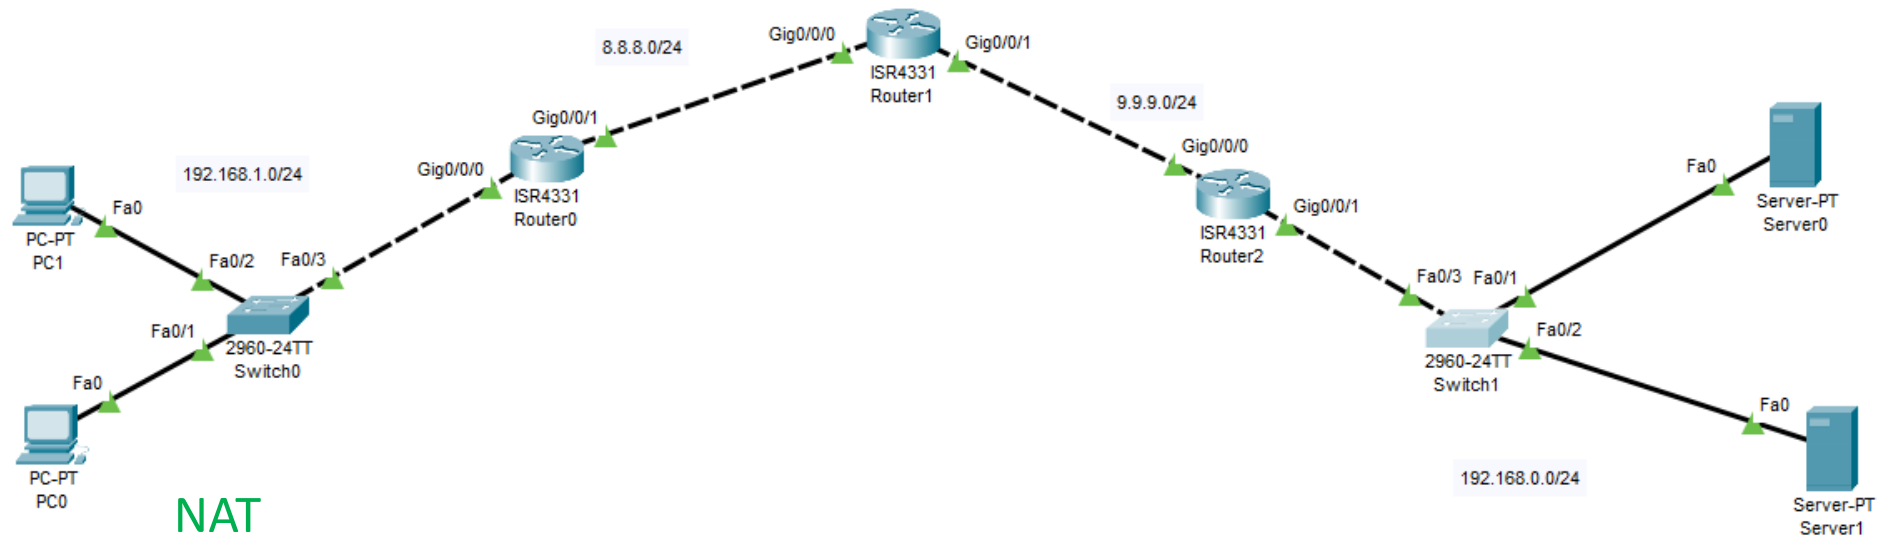 8.8.8.0/24
Gig0/0/0
Gig0/0/1
ISR4331
Router1
9.9.9.0/24
Gig0/0/1
Gig0/0/0
ISR4331
Router0
192.168.1.0/24
Fa0
PC-PT
PC1
Fa0/2
Fa0/3
Fa0/1
2960-24TT
Switch0
Fa0
PC-PT
PC0
NAT
Gig0/0/0
ISR4331
Router2
Gig0/0/1
Fa0
Server-PT
Server0
Fa0/3
Fa0/1
Fa0/2
2960-24TT
Switch1
Fa0
192.168.0.0/24
Server-PT
Server1